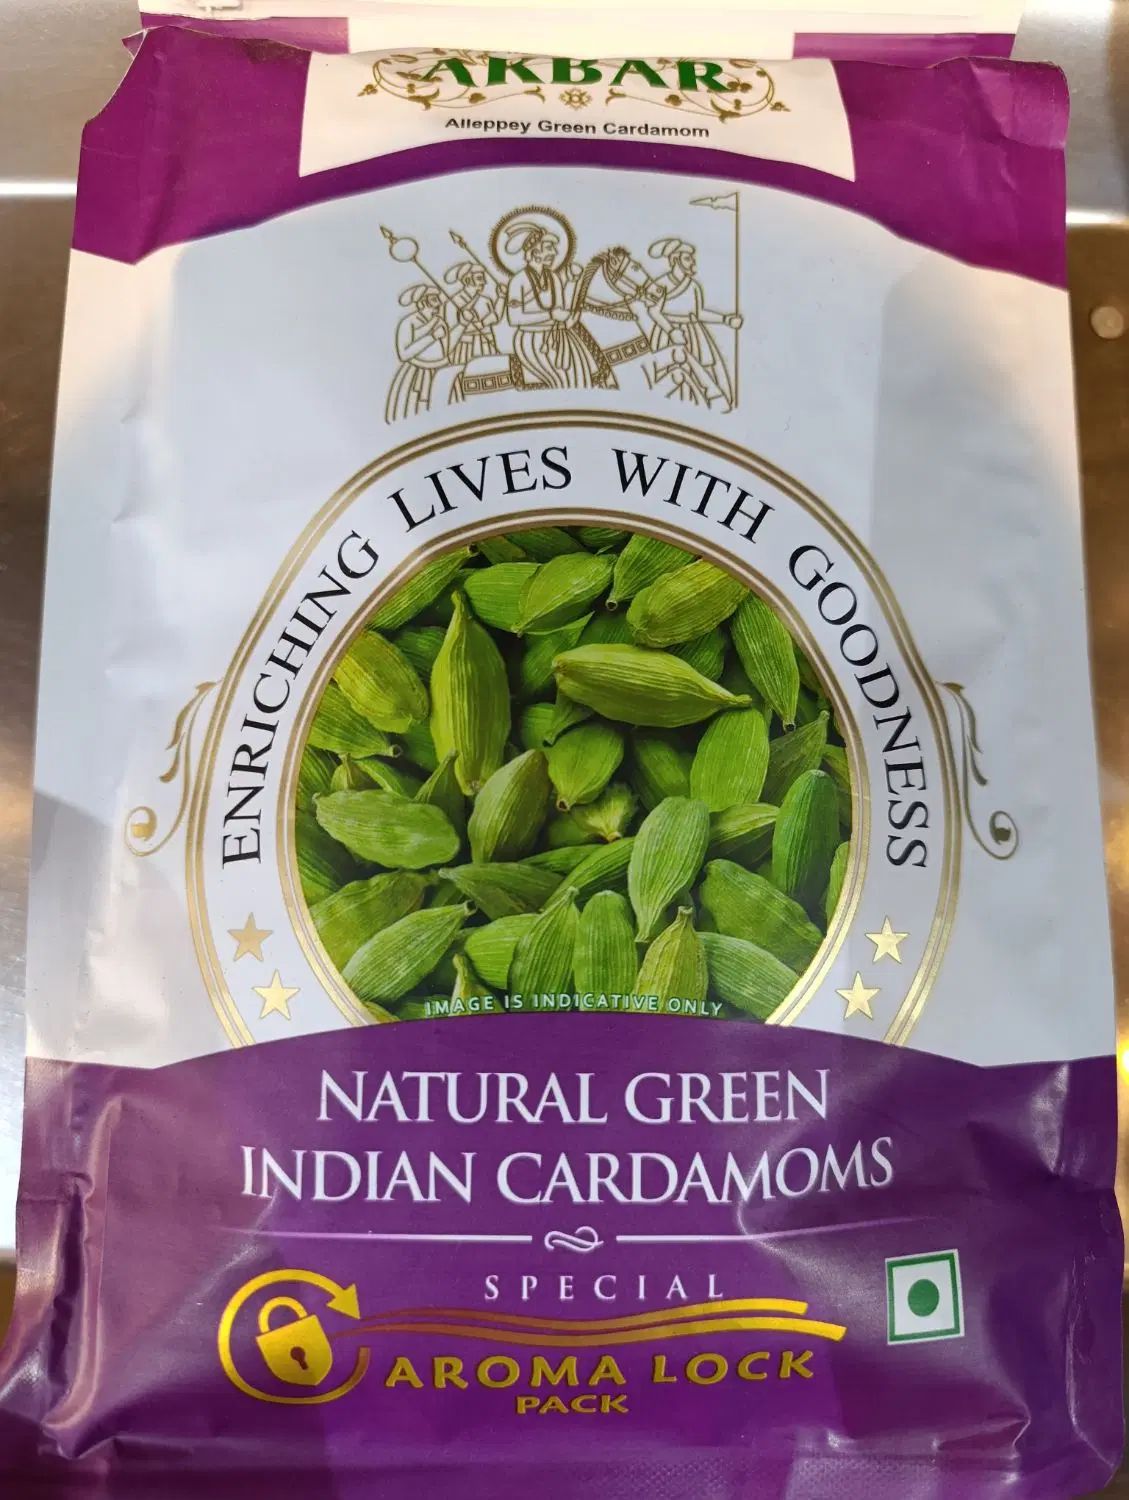 AKBAR
Alleppey Green Cardamom
ENRICHING LIVES WITH GOODNESS
IMAGE IS INDICATIVE ONLY
NATURAL GREEN
INDIAN CARDAMOMS
SPECIAL
AROMA LOCK
PACK